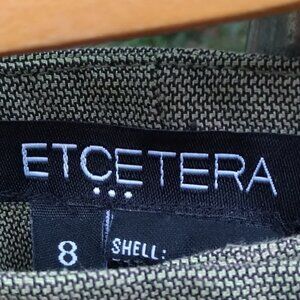 ETCETERA
...
8
SHELL: